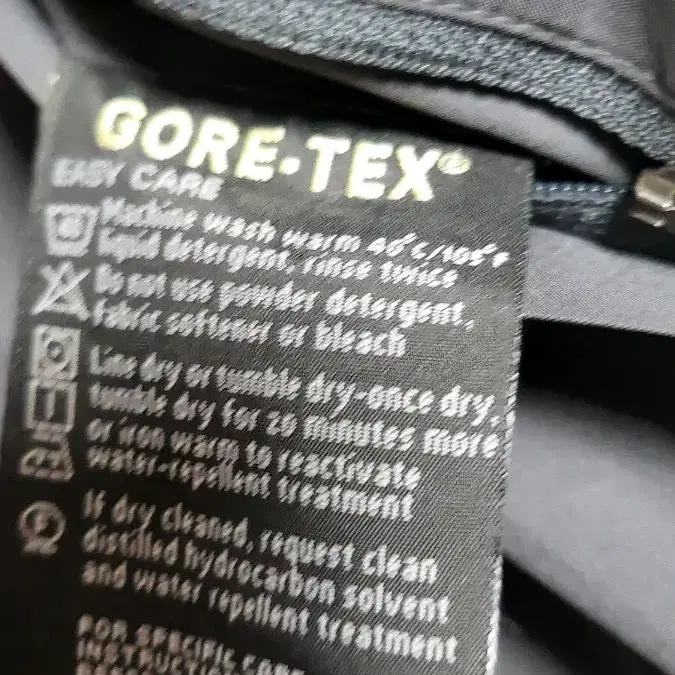 GORE-TEX®
EASY CARE
Machine wash warm 40°C/105°F
liquid detergent, rinse twice
Do not use powder detergent,
fabric softener or bleach
Line dry or tumble dry-once dry,
tumble dry for 20 minutes more
or iron warm to reactivate
water-repellent treatment
If dry cleaned, request clean
distilled hydrocarbon solvent
and water repellent treatment
FOR SPECIFIC CARE